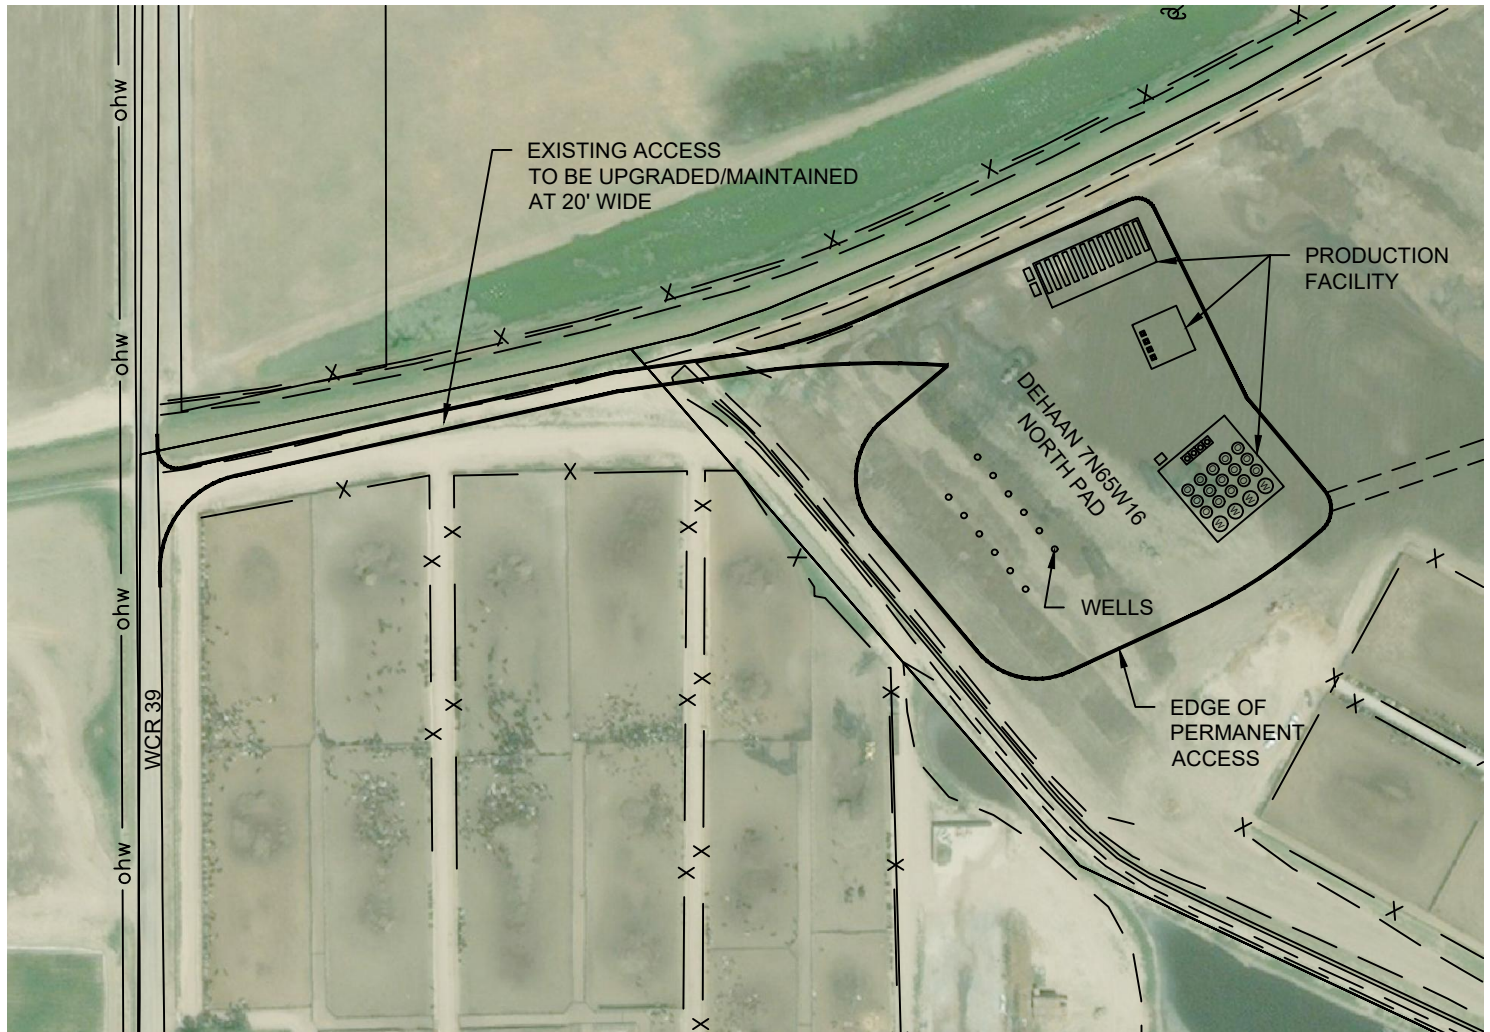 ohw
EXISTING ACCESS
TO BE UPGRADED/MAINTAINED
AT 20' WIDE
PRODUCTION
FACILITY
ohw
DEHAAN 7N65W16
NORTH PAD
W
W
W
W
ohw
WELLS
WCR 39
EDGE OF
PERMANENT
ACCESS
ohw